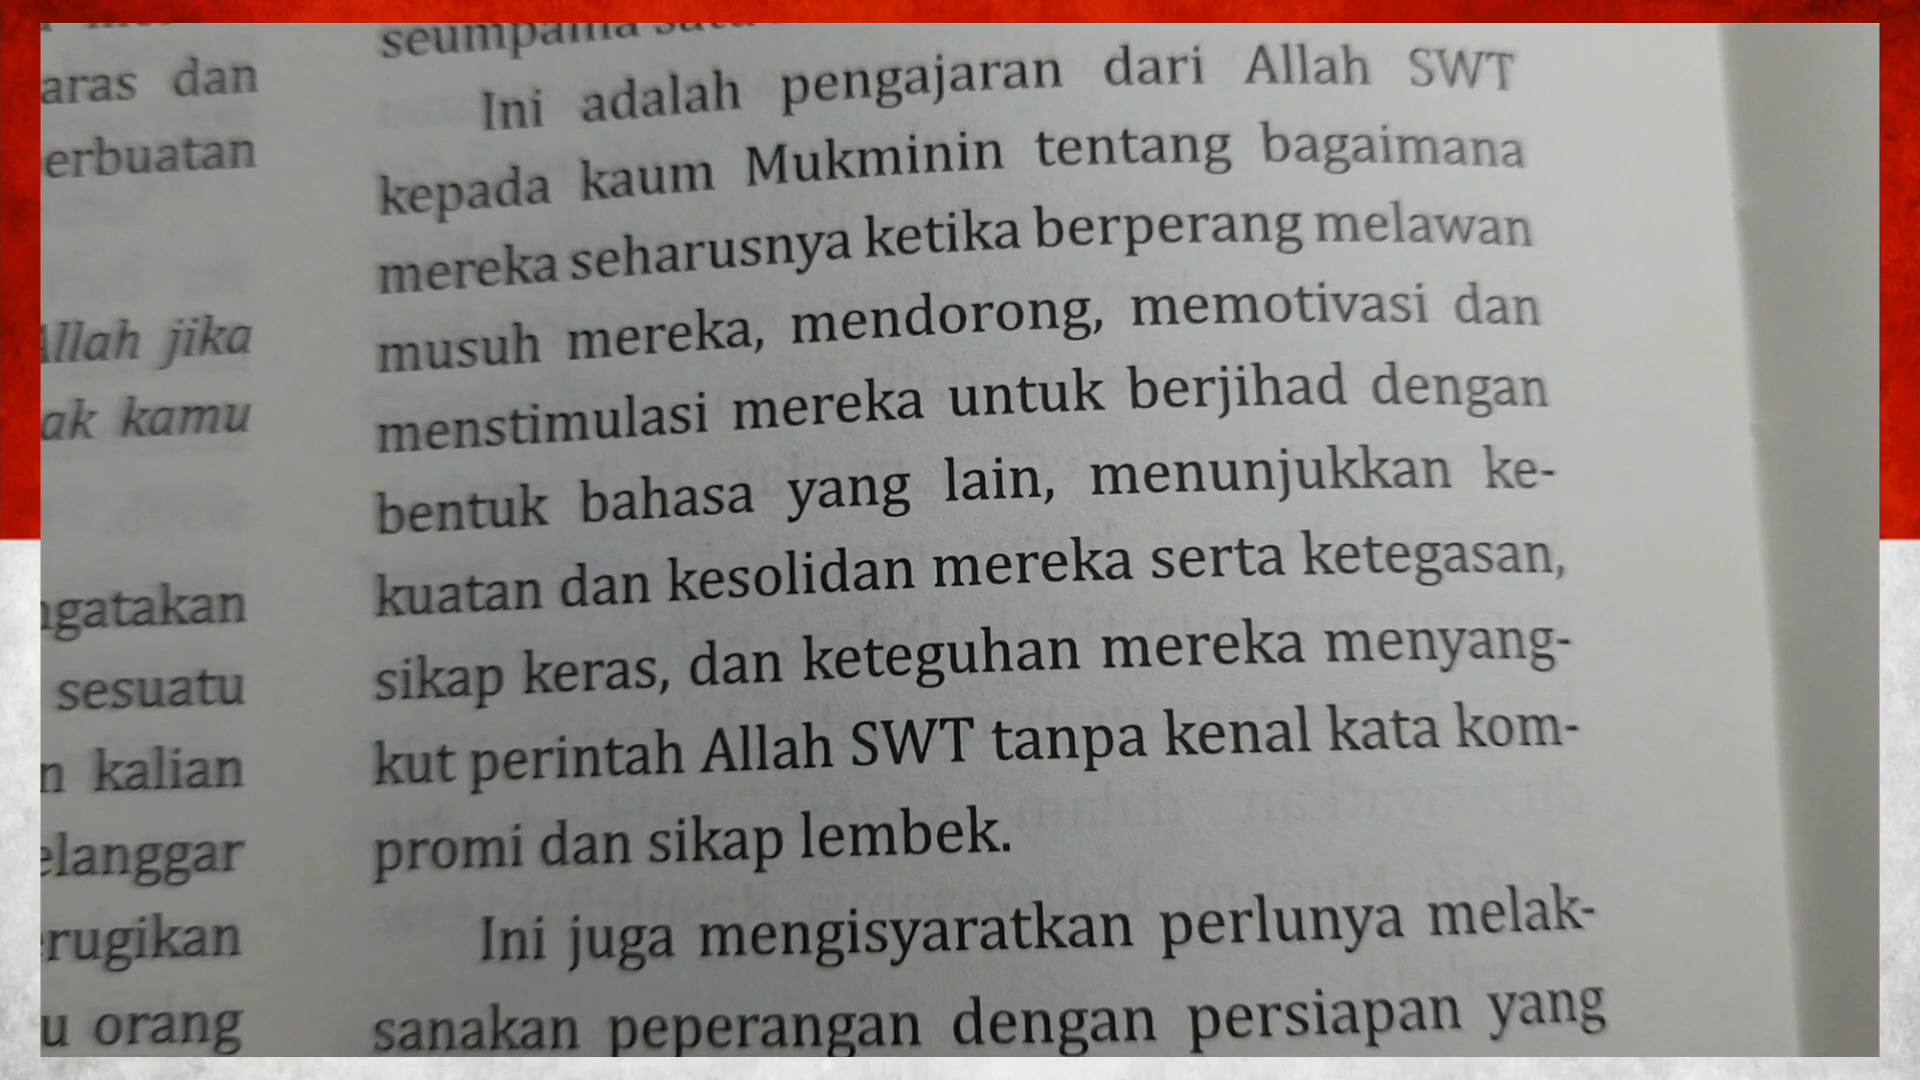 aras dan
erbuatan
Allah jika
ak kamu
ngatakan
sesuatu
n kalian
elanggar
rugikan
u orang
seumpama satu
Ini adalah pengajaran dari Allah SWT
kepada kaum Mukminin tentang bagaimana
mereka seharusnya ketika berperang melawan
musuh mereka, mendorong, memotivasi dan
menstimulasi mereka untuk berjihad dengan
bentuk bahasa yang lain, menunjukkan ke-
kuatan dan kesolidan mereka serta ketegasan,
sikap keras, dan keteguhan mereka menyang-
kut perintah Allah SWT tanpa kenal kata kom-
promi dan sikap lembek.
Ini juga mengisyaratkan perlunya melak-
sanakan peperangan dengan persiapan yang